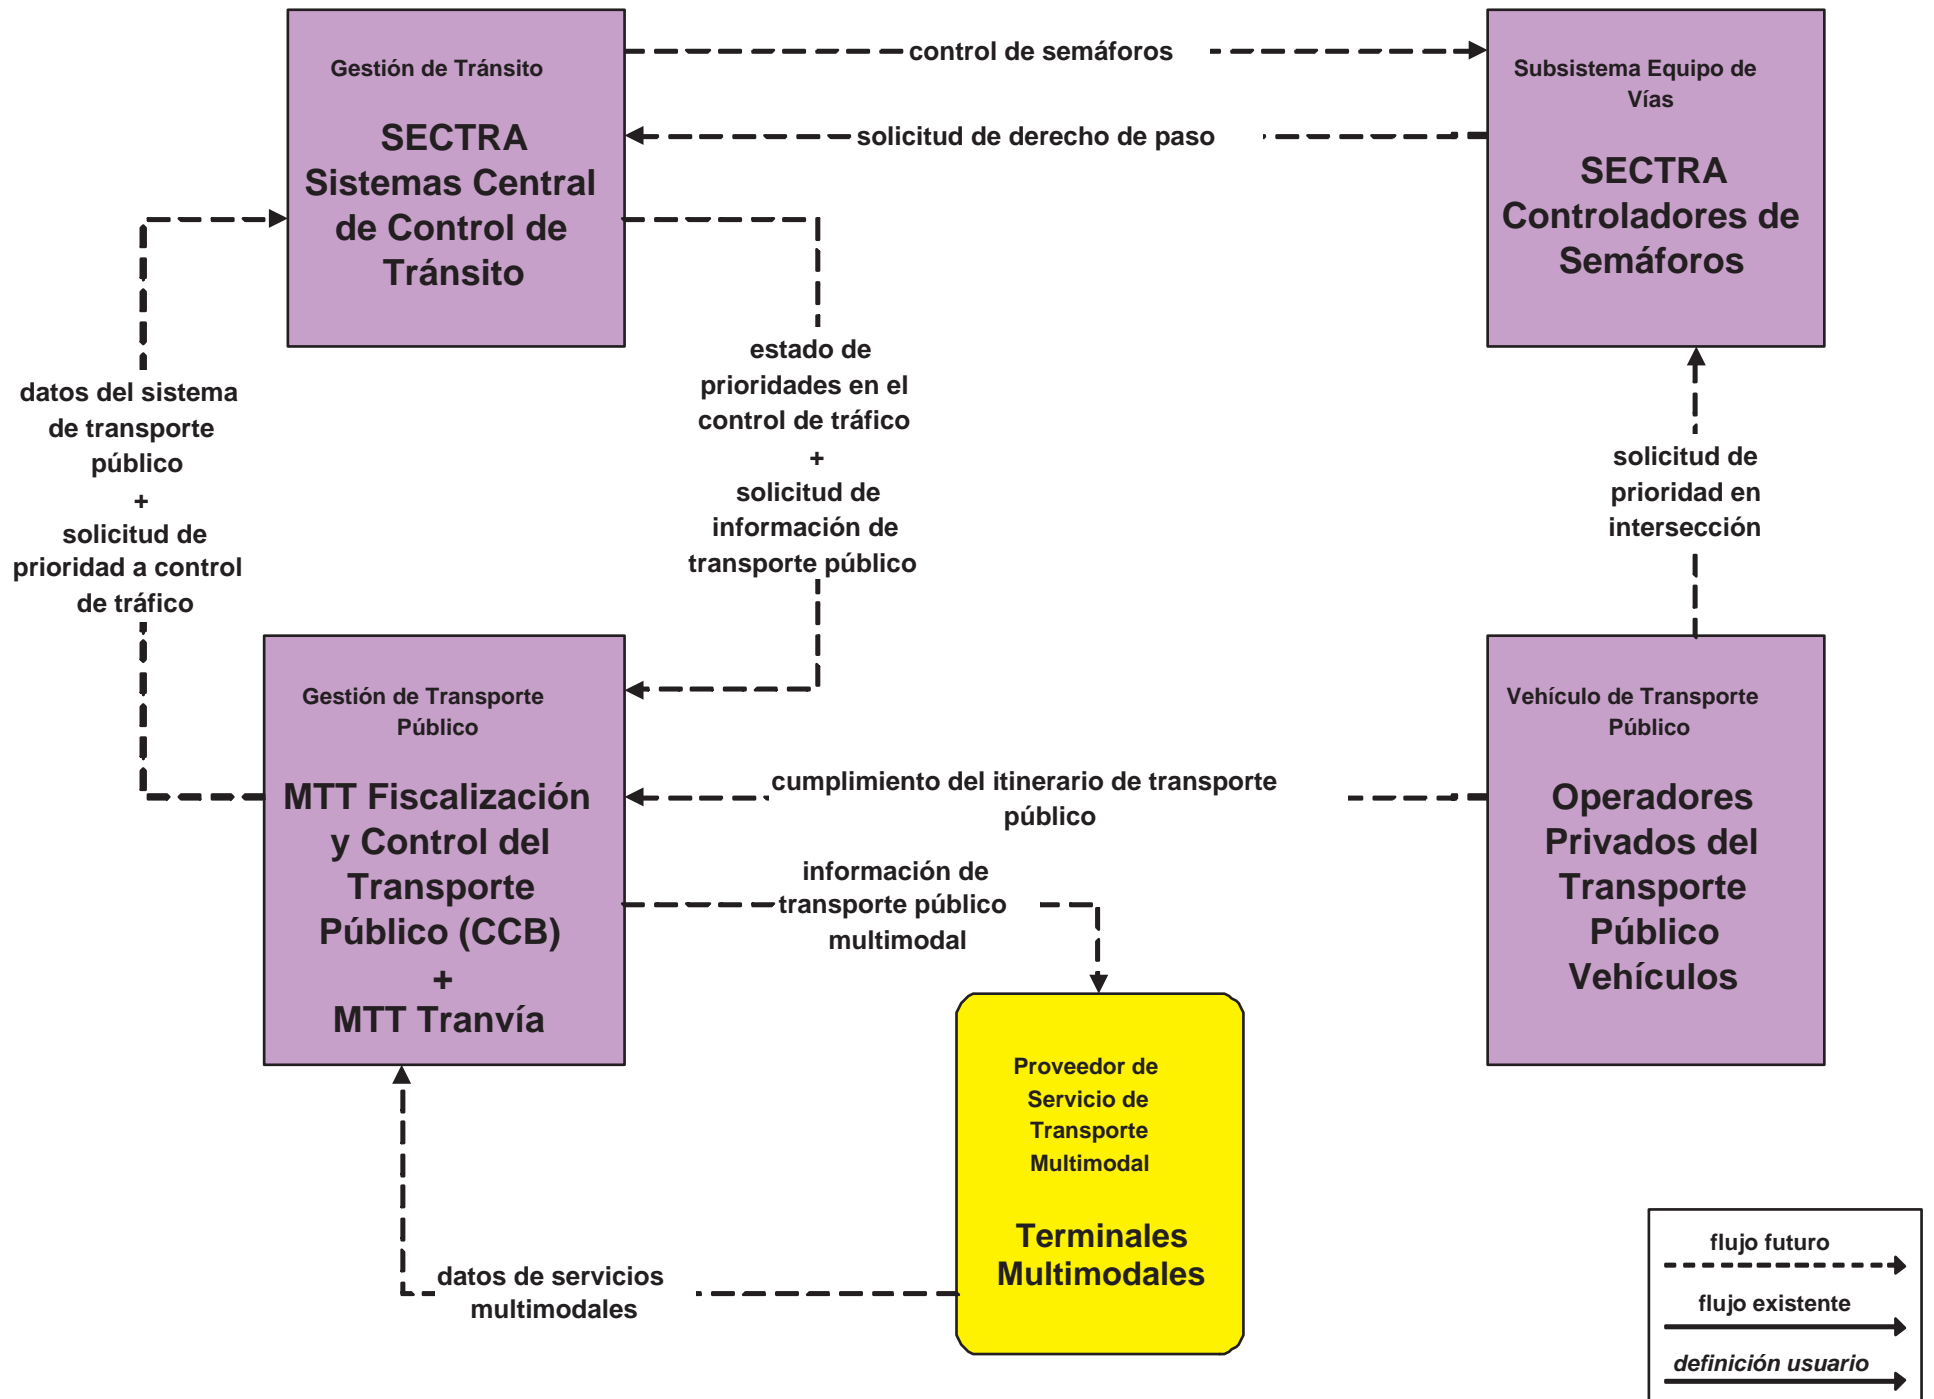 Gestión de Tránsito
SECTRA
Sistemas Central
de Control de
Tránsito
control de semáforos
solicitud de derecho de paso
Subsistema Equipo de
Vías
SECTRA
Controladores de
Semáforos
datos del sistema
de transporte
público
+
solicitud de
prioridad a control
de tráfico
estado de
prioridades en el
control de tráfico
+
solicitud de
información de
transporte público
solicitud de
prioridad en
intersección
Gestión de Transporte
Público
MTT Fiscalización
y Control del
Transporte
Público (CCB)
+
MTT Tranvía
cumplimiento del itinerario de transporte
público
información de
transporte público
multimodal
Vehículo de Transporte
Público
Operadores
Privados del
Transporte
Público
Vehículos
Proveedor de
Servicio de
Transporte
Multimodal
Terminales
Multimodales
datos de servicios
multimodales
flujo futuro
flujo existente
definición usuario